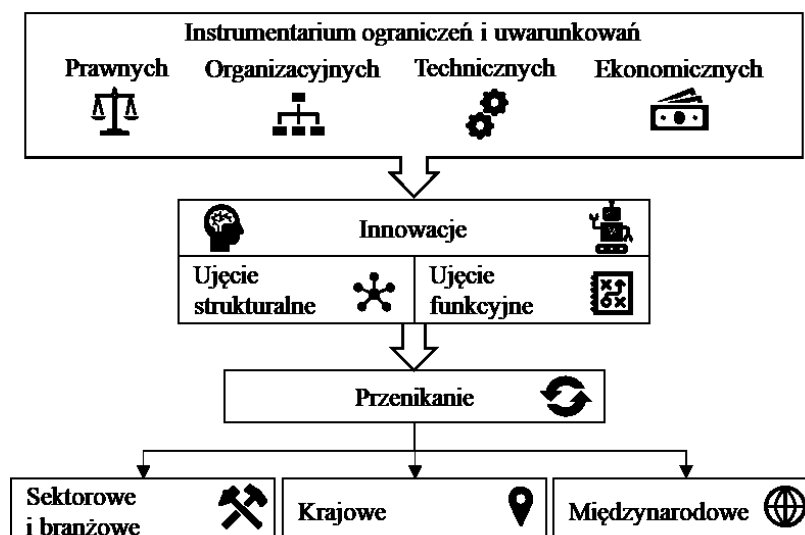 Instrumentarium ograniczeń i uwarunkowań
Prawnych Organizacyjnych Technicznych Ekonomicznych
Innowacje
Ujęcie
strukturalne
Ujęcie
funkcyjne
Przenikanie
Sektorowe
i branżowe
Krajowe
Międzynarodowe